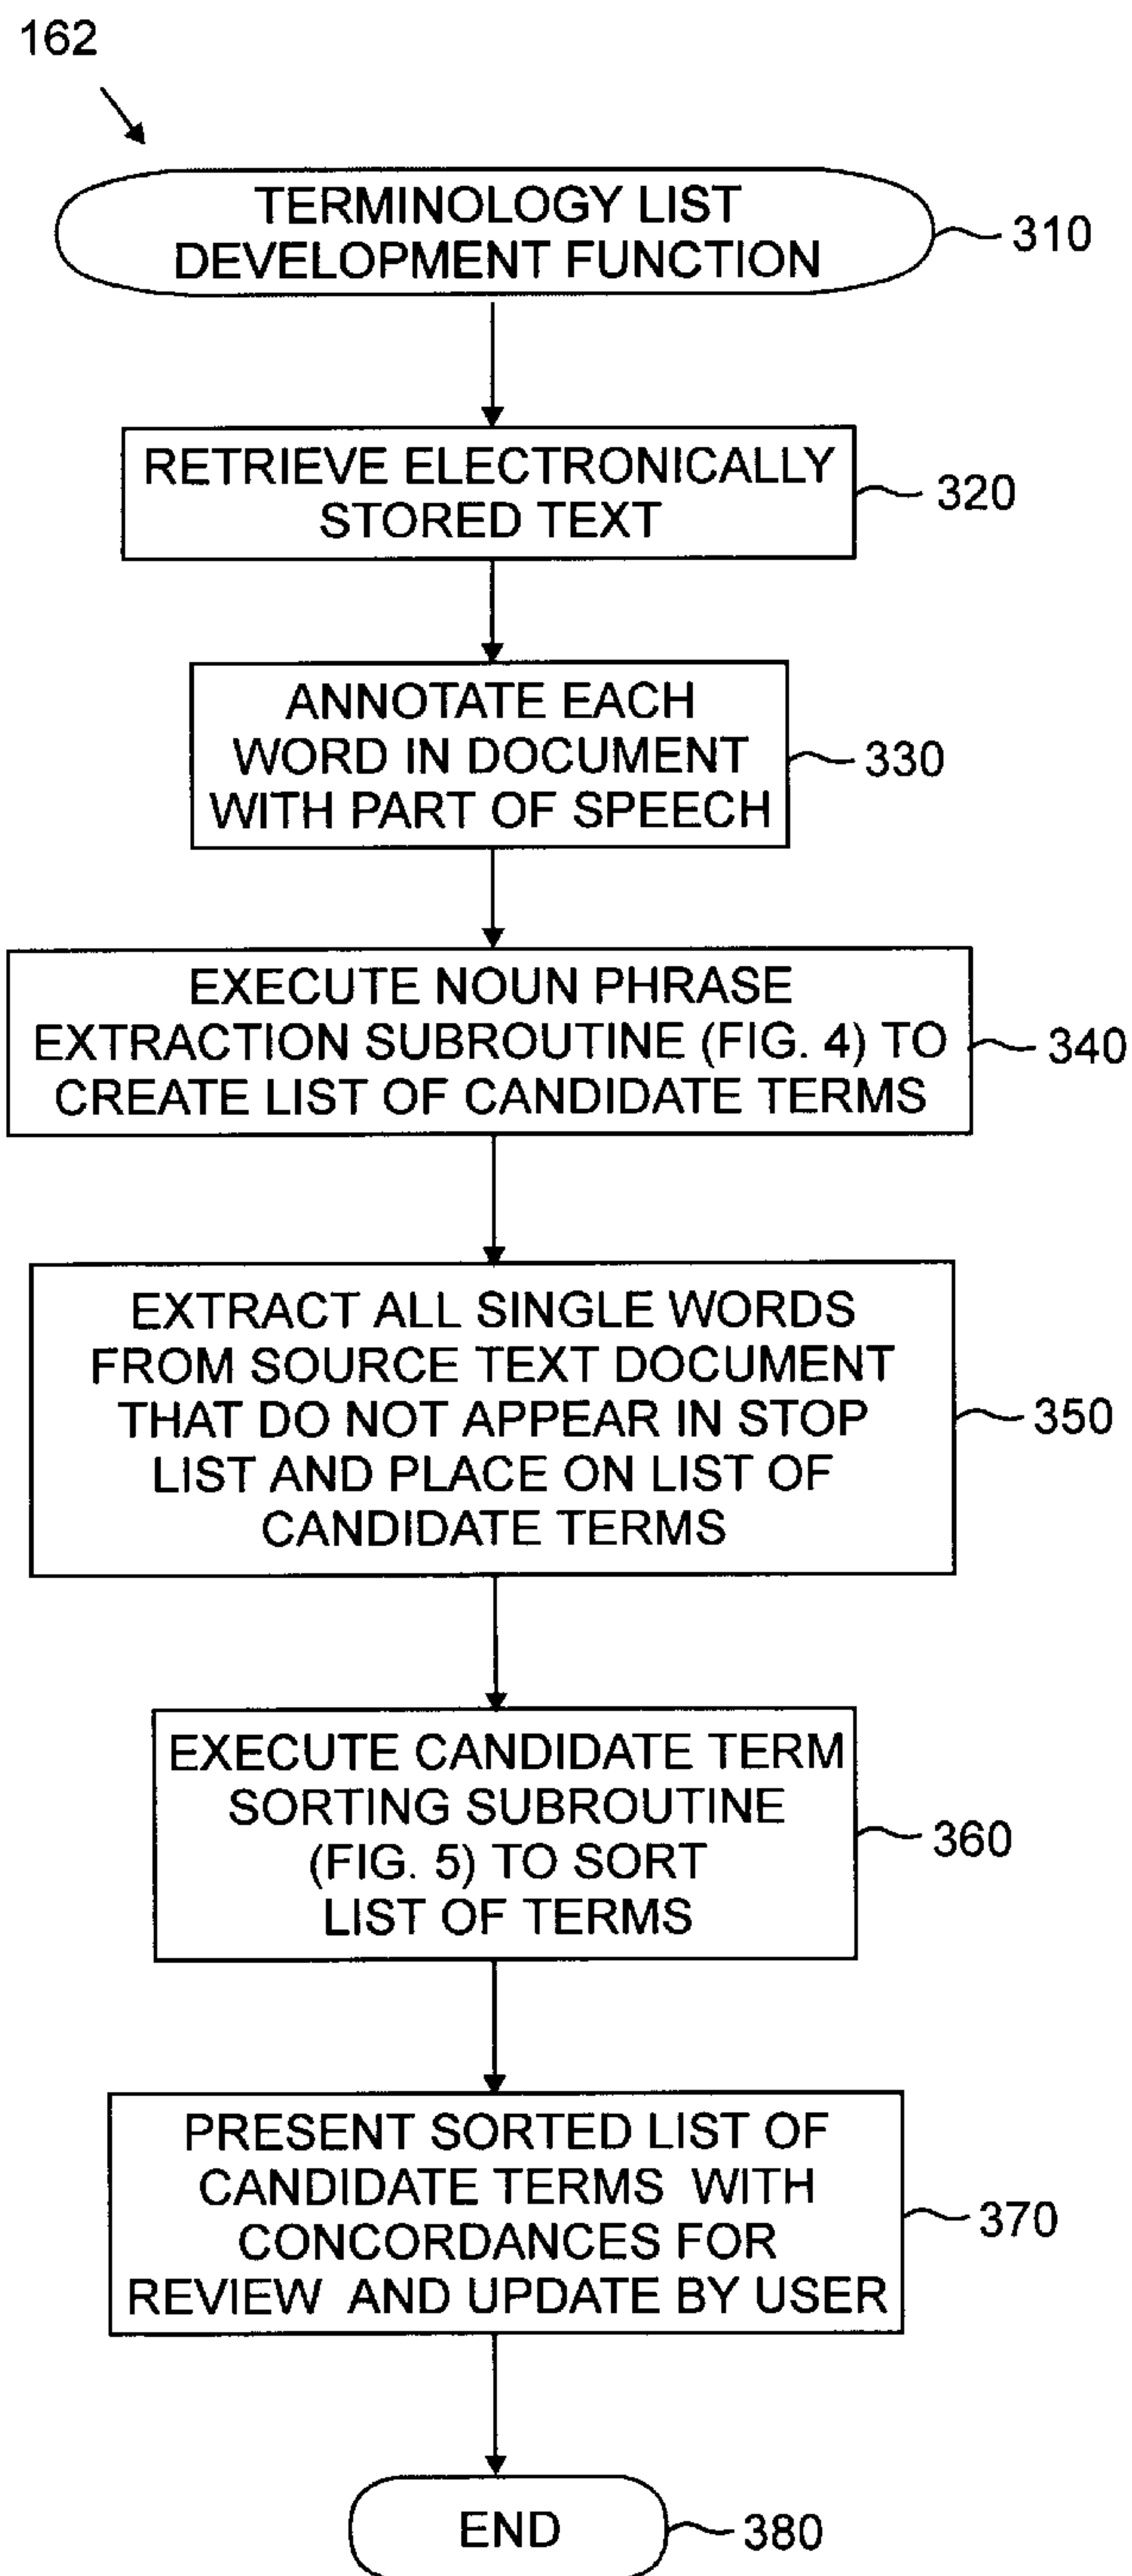 162
TERMINOLOGY LIST
DEVELOPMENT FUNCTION
310
RETRIEVE ELECTRONICALLY
STORED TEXT
320
ANNOTATE EACH
WORD IN DOCUMENT
WITH PART OF SPEECH
330
EXECUTE NOUN PHRASE
EXTRACTION SUBROUTINE (FIG. 4) TO
CREATE LIST OF CANDIDATE TERMS
340
EXTRACT ALL SINGLE WORDS
FROM SOURCE TEXT DOCUMENT
THAT DO NOT APPEAR IN STOP
LIST AND PLACE ON LIST OF
CANDIDATE TERMS
350
EXECUTE CANDIDATE TERM
SORTING SUBROUTINE
(FIG. 5) TO SORT
LIST OF TERMS
360
PRESENT SORTED LIST OF
CANDIDATE TERMS WITH
CONCORDANCES FOR
REVIEW AND UPDATE BY USER
370
END
380